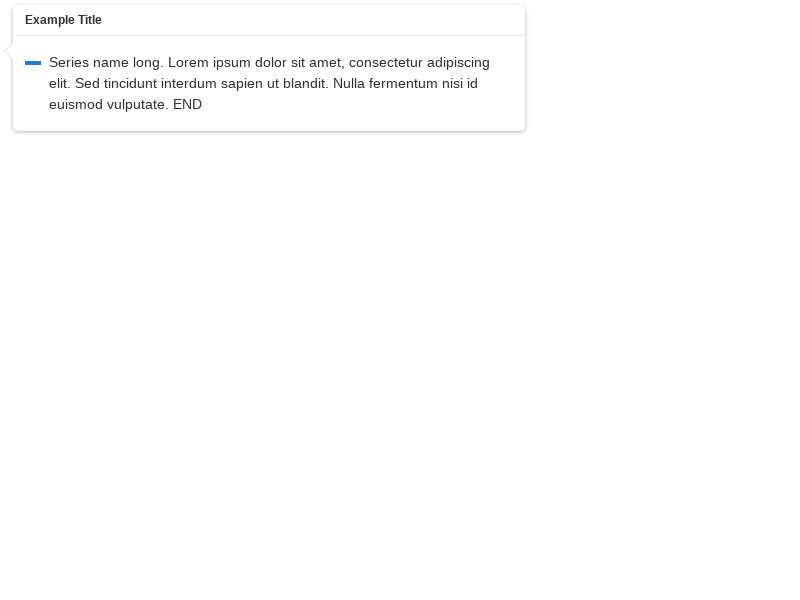 Example Title
Series name long. Lorem ipsum dolor sit amet, consectetur adipiscing
elit. Sed tincidunt interdum sapien ut blandit. Nulla fermentum nisi id
euismod vulputate. END